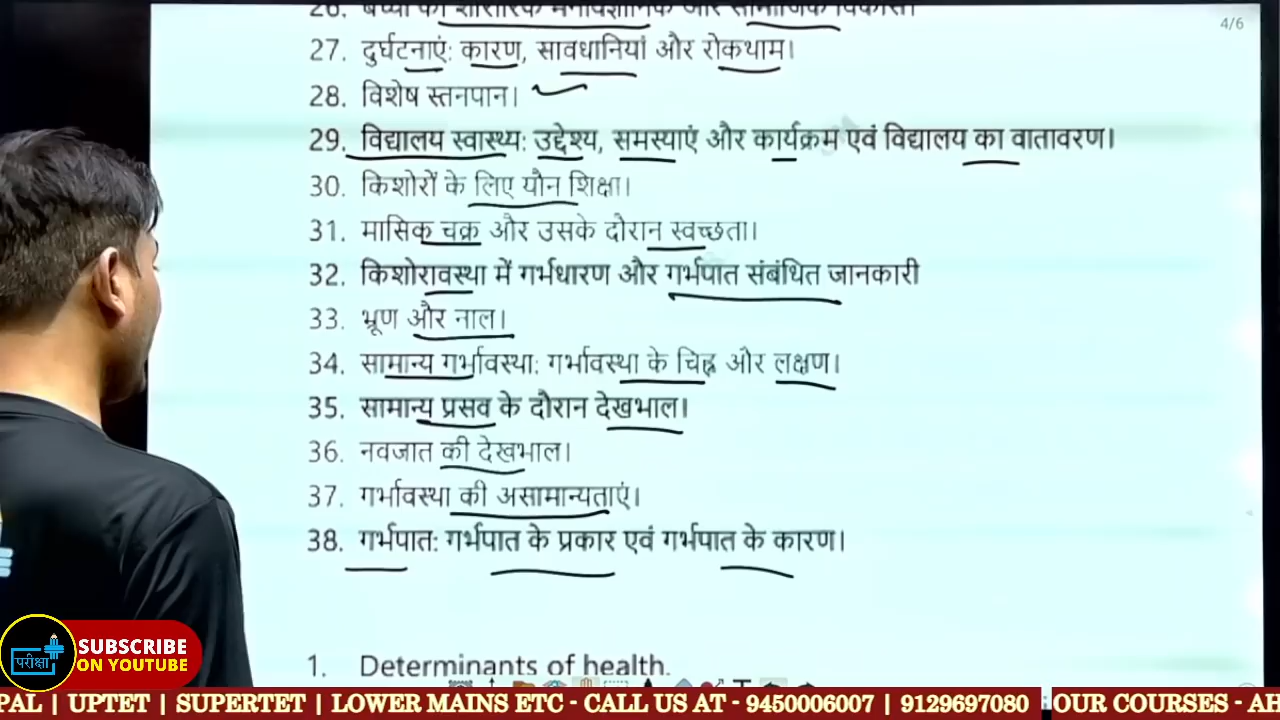 26. बच्चों का शारीरिक मनोवैज्ञानिक और सामाजिक विकास।
4/6
27. दुर्घटनाएं: कारण, सावधानियां और रोकथाम।
28. विशेष स्तनपान।
29. विद्यालय स्वास्थ्य: उद्देश्य, समस्याएं और कार्यक्रम एवं विद्यालय का वातावरण।
30. किशोरों के लिए यौन शिक्षा।
31. मासिक चक्र और उसके दौरान स्वच्छता।
32. किशोरावस्था में गर्भधारण और गर्भपात संबंधित जानकारी
33. भ्रूण और नाल।
34. सामान्य गर्भावस्था: गर्भावस्था के चिह्न और लक्षण।
35. सामान्य प्रसव के दौरान देखभाल।
36. नवजात की देखभाल।
37. गर्भावस्था की असामान्यताएं।
38. गर्भपात: गर्भपात के प्रकार एवं गर्भपात के कारण।
1. Determinants of health.
परीक्षा
SUBSCRIBE
ON YOUTUBE
PAL | UPTET | SUPERTET | LOWER MAINS ETC - CALL US AT - 9450006007 | 9129697080 OUR COURSES - AH